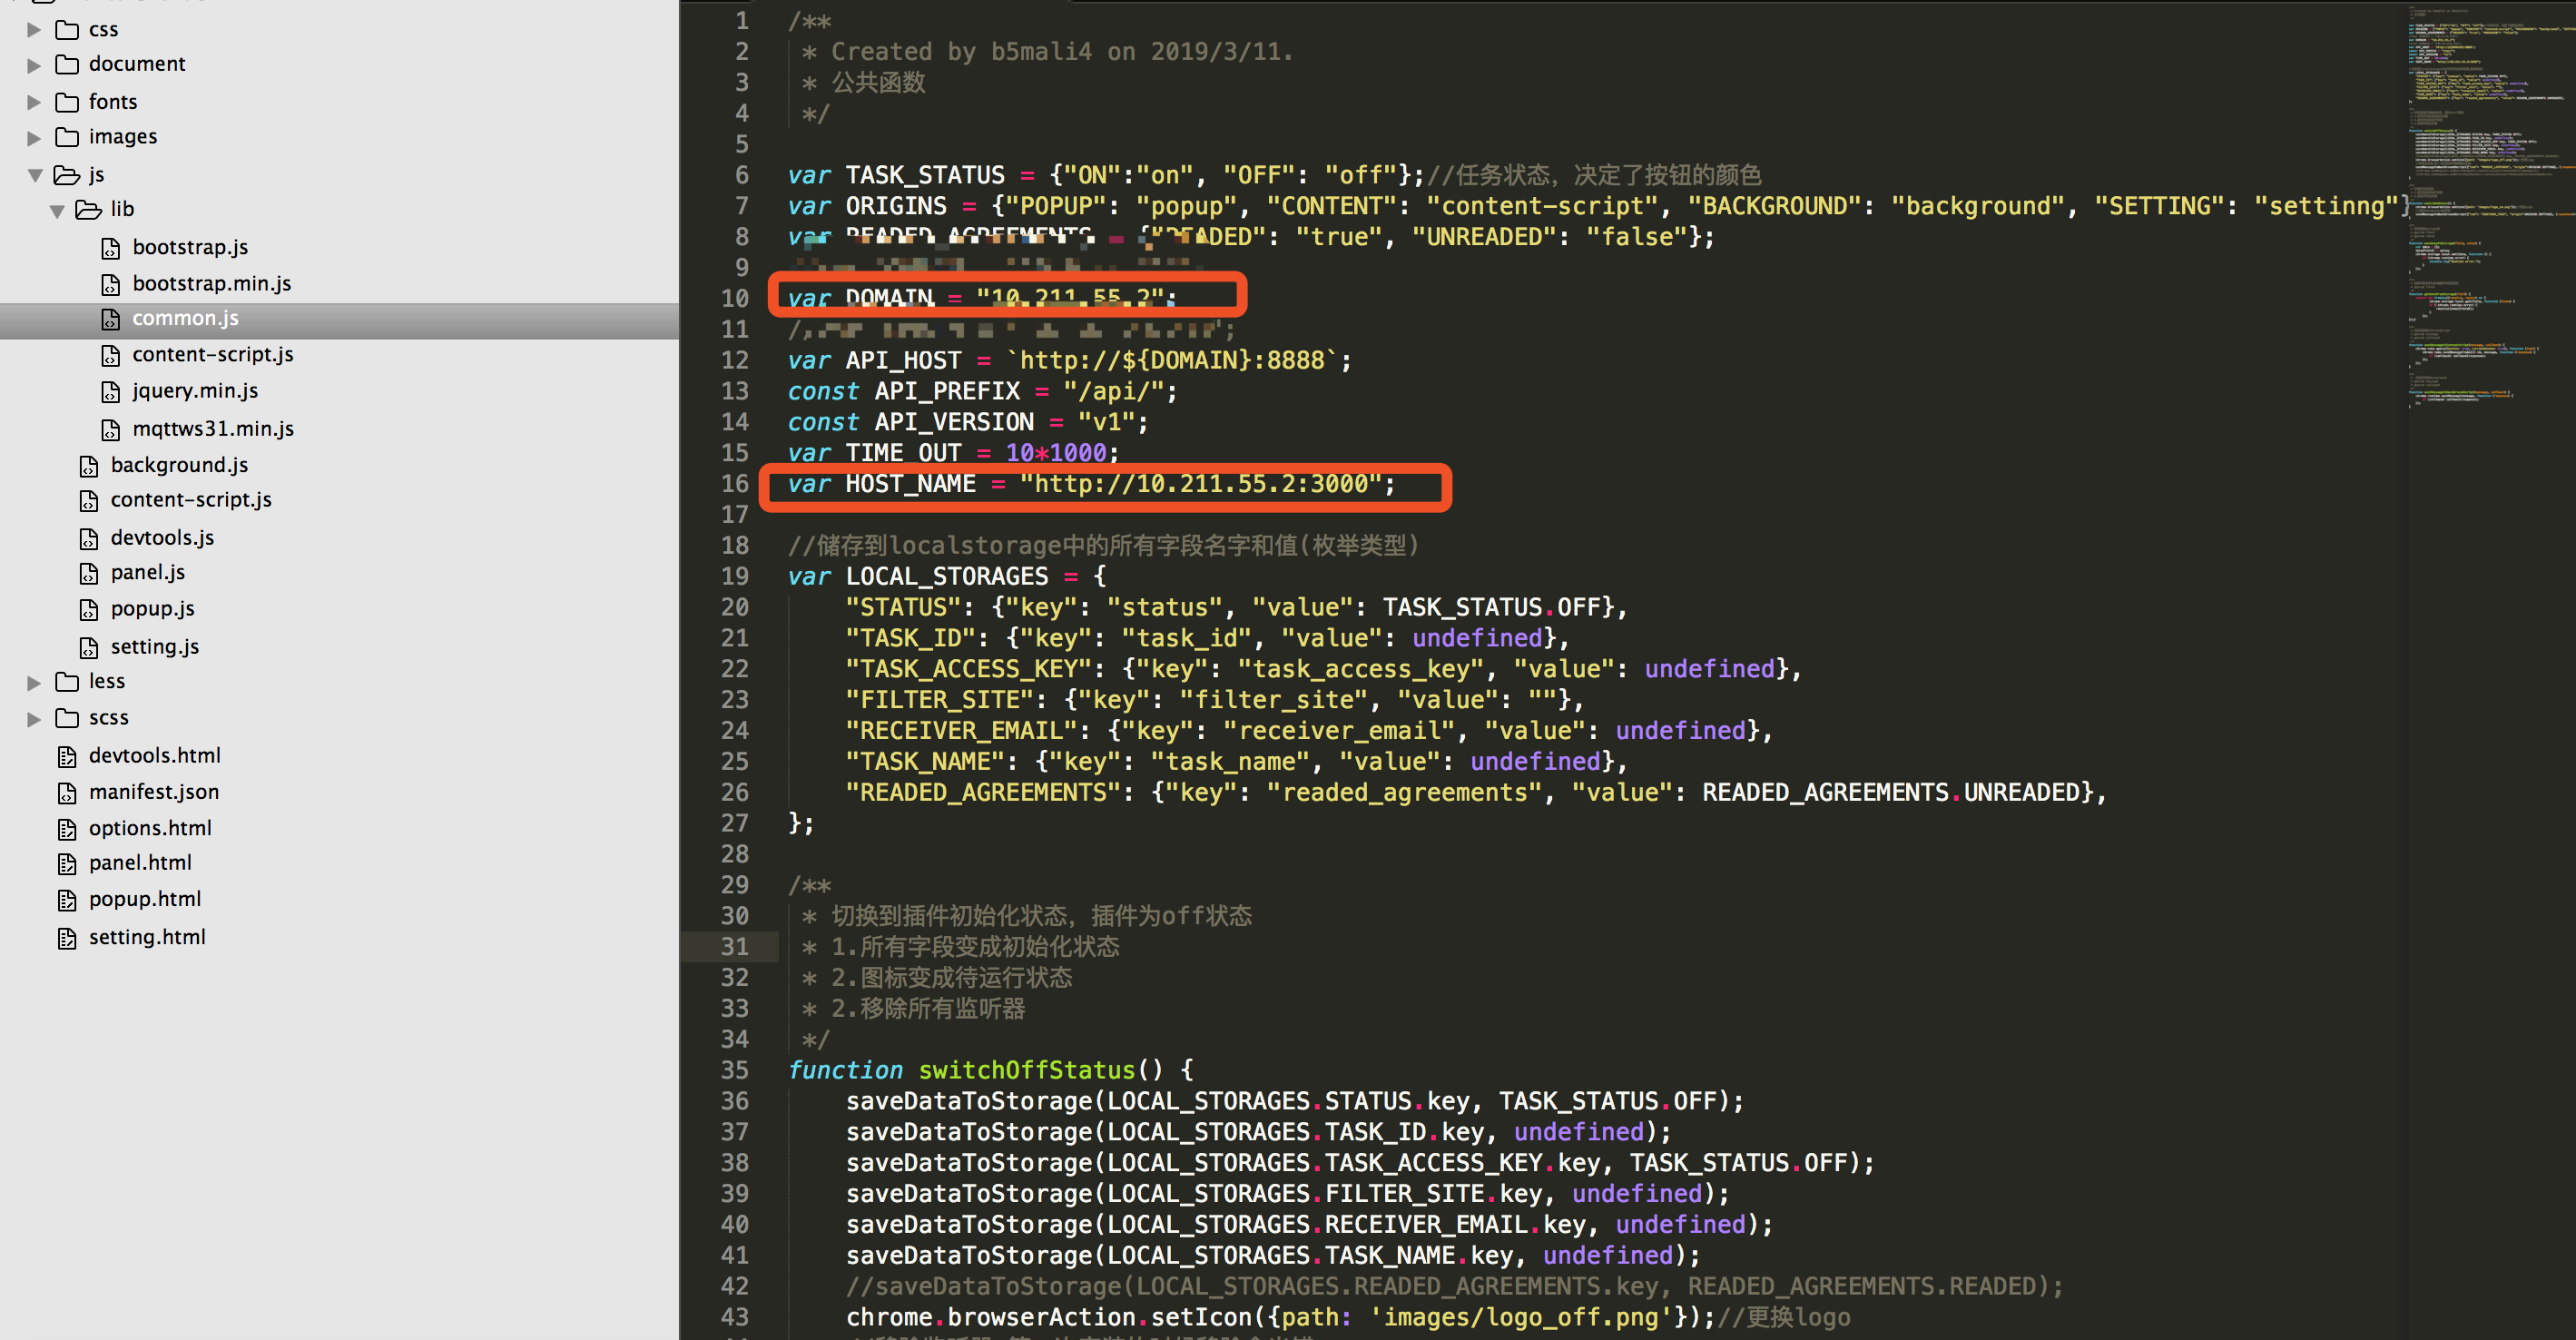 css
document
fonts
images
js
lib
bootstrap.js
bootstrap.min.js
common.js
content-script.js
jquery.min.js
mqttws31.min.js
background.js
content-script.js
devtools.js
panel.js
popup.js
setting.js
less
scss
devtools.html
manifest.json
options.html
panel.html
popup.html
setting.html
1 /**
2 * Created by b5mali4 on 2019/3/11.
3 * 公共函数
4 */
5
6 var TASK_STATUS = {"ON":"on", "OFF": "off"};//任务状态，决定了按钮的颜色
7 var ORIGINS = {"POPUP": "popup", "CONTENT": "content-script", "BACKGROUND": "background", "SETTING": "settinng"}
8 var READED_AGREEMENTS = {"READED": "true", "UNREADED": "false"};
9
10 var DOMAIN = "10.211.55.2";
11
12 var API_HOST = `http://${DOMAIN}:8888`;
13 const API_PREFIX = "/api/";
14 const API_VERSION = "v1";
15 var TIME_OUT = 10*1000;
16 var HOST_NAME = "http://10.211.55.2:3000";
17
18 //储存到localstorage中的所有字段名字和值(枚举类型)
19 var LOCAL_STORAGES = {
20 "STATUS": {"key": "status", "value": TASK_STATUS.OFF},
21 "TASK_ID": {"key": "task_id", "value": undefined},
22 "TASK_ACCESS_KEY": {"key": "task_access_key", "value": undefined},
23 "FILTER_SITE": {"key": "filter_site", "value": ""},
24 "RECEIVER_EMAIL": {"key": "receiver_email", "value": undefined},
25 "TASK_NAME": {"key": "task_name", "value": undefined},
26 "READED_AGREEMENTS": {"key": "readed_agreements", "value": READED_AGREEMENTS.UNREADED},
27 };
28
29 /**
30 * 切换到插件初始化状态，插件为off状态
31 * 1.所有字段变成初始化状态
32 * 2.图标变成待运行状态
33 * 2.移除所有监听器
34 */
35 function switchOffStatus() {
36 saveDataToStorage(LOCAL_STORAGES.STATUS.key, TASK_STATUS.OFF);
37 saveDataToStorage(LOCAL_STORAGES.TASK_ID.key, undefined);
38 saveDataToStorage(LOCAL_STORAGES.TASK_ACCESS_KEY.key, TASK_STATUS.OFF);
39 saveDataToStorage(LOCAL_STORAGES.FILTER_SITE.key, undefined);
40 saveDataToStorage(LOCAL_STORAGES.RECEIVER_EMAIL.key, undefined);
41 saveDataToStorage(LOCAL_STORAGES.TASK_NAME.key, undefined);
42 //saveDataToStorage(LOCAL_STORAGES.READED_AGREEMENTS.key, READED_AGREEMENTS.READED);
43 chrome.browserAction.setIcon({path: 'images/logo_off.png'});//更换logo